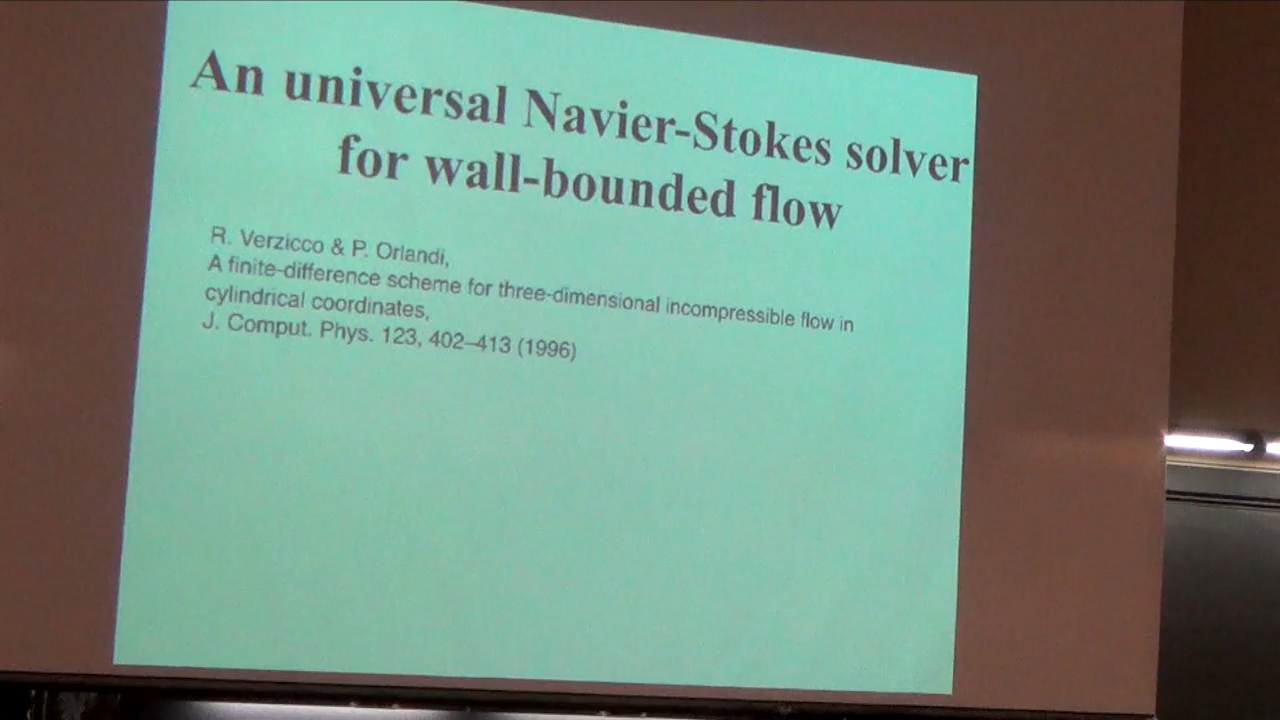 An universal Navier-Stokes solver
for wall-bounded flow
R. Verzicco & P. Orlandi,
A finite-difference scheme for three-dimensional incompressible flow in
cylindrical coordinates,
J. Comput. Phys. 123, 402–413 (1996)